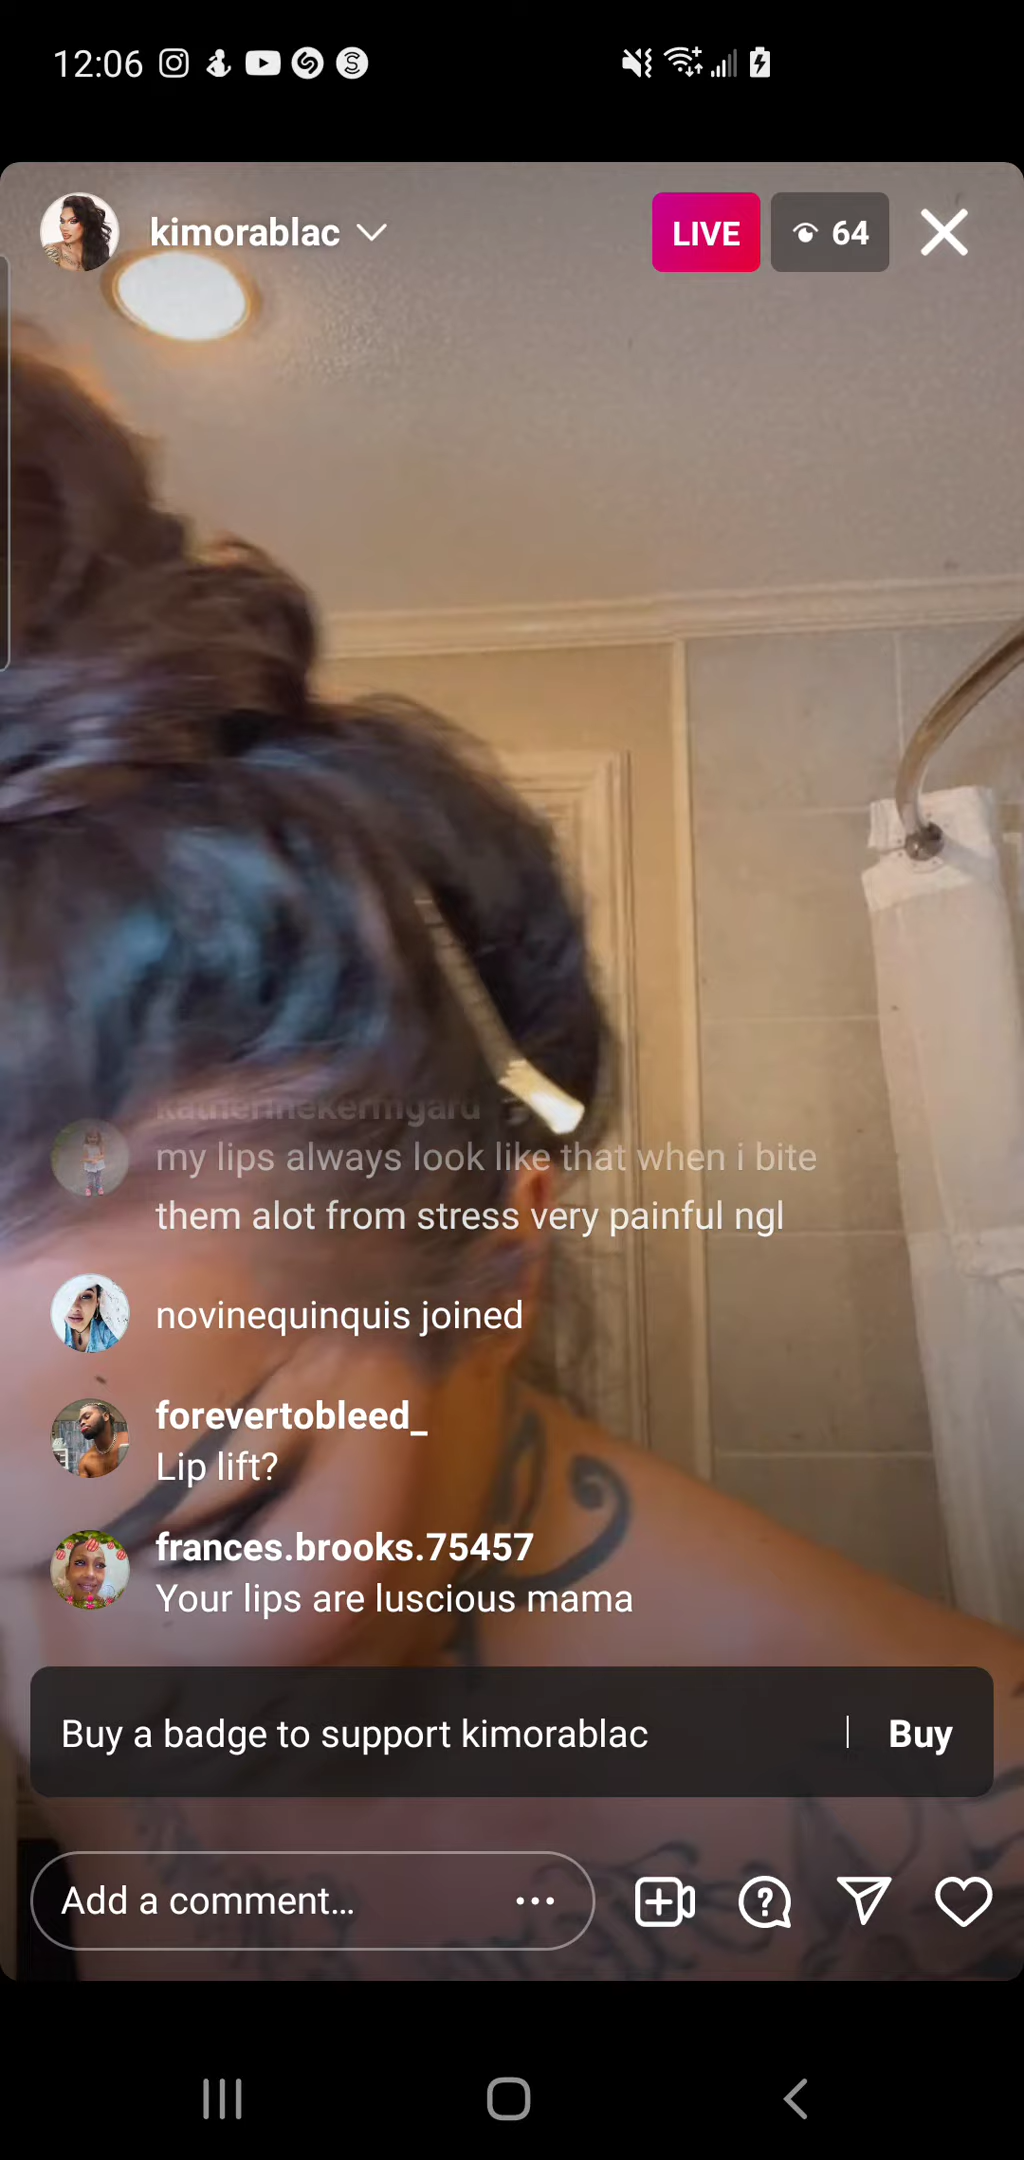 12:06
kimorablac
LIVE
64
katherinekermgard
my lips always look like that when i bite
them alot from stress very painful ngl
novinequinquis joined
forevertobleed_
Lip lift?
frances.brooks.75457
Your lips are luscious mama
Buy a badge to support kimorablac | Buy
Add a comment...